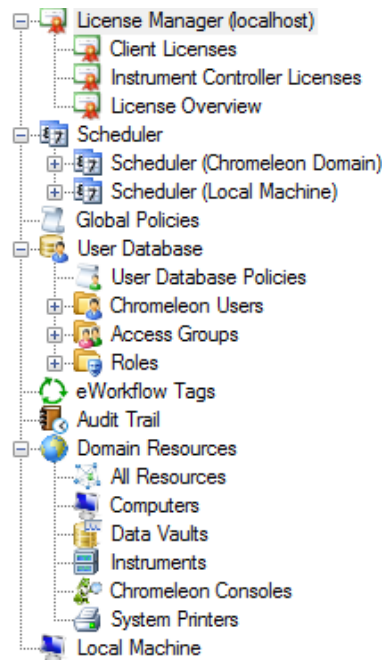 License Manager (localhost)
Client Licenses
Instrument Controller Licenses
License Overview
Scheduler
Scheduler (Chromeleon Domain)
Scheduler (Local Machine)
Global Policies
User Database
User Database Policies
Chromeleon Users
Access Groups
Roles
eWorkflow Tags
Audit Trail
Domain Resources
All Resources
Computers
Data Vaults
Instruments
Chromeleon Consoles
System Printers
Local Machine